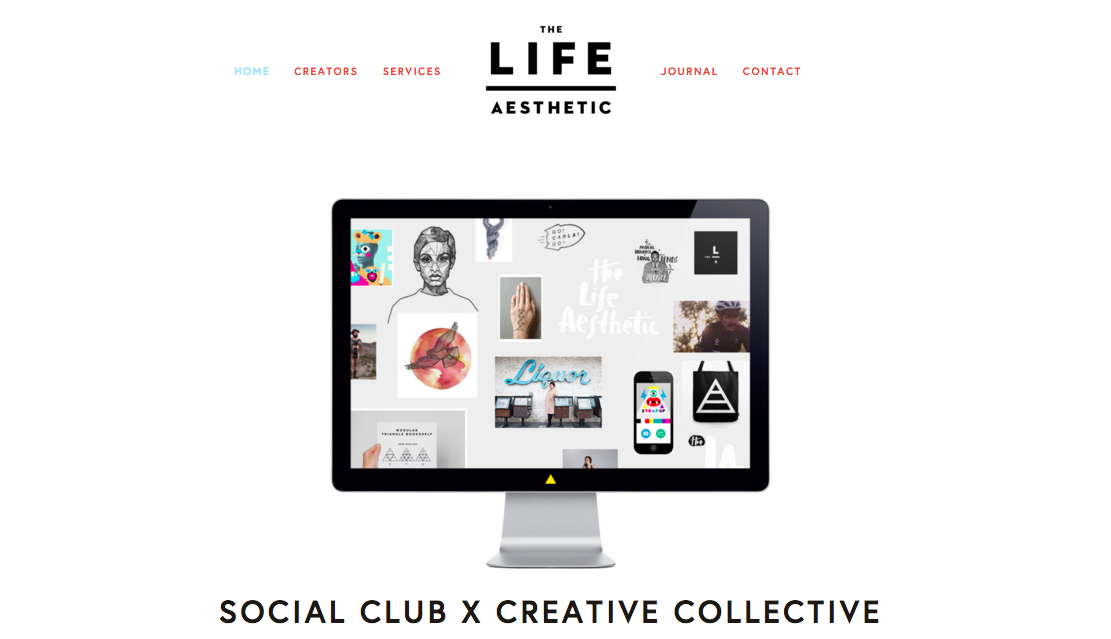 THE
LIFE
AESTHETIC
HOME
CREATORS
SERVICES
JOURNAL
CONTACT
GO!
CARLA!
GO!
the
Life
Aesthetic
L
Liquor
XTRAPOP
MODULAR
TRIANGLE BOOKSHELF
SOCIAL CLUB X CREATIVE COLLECTIVE